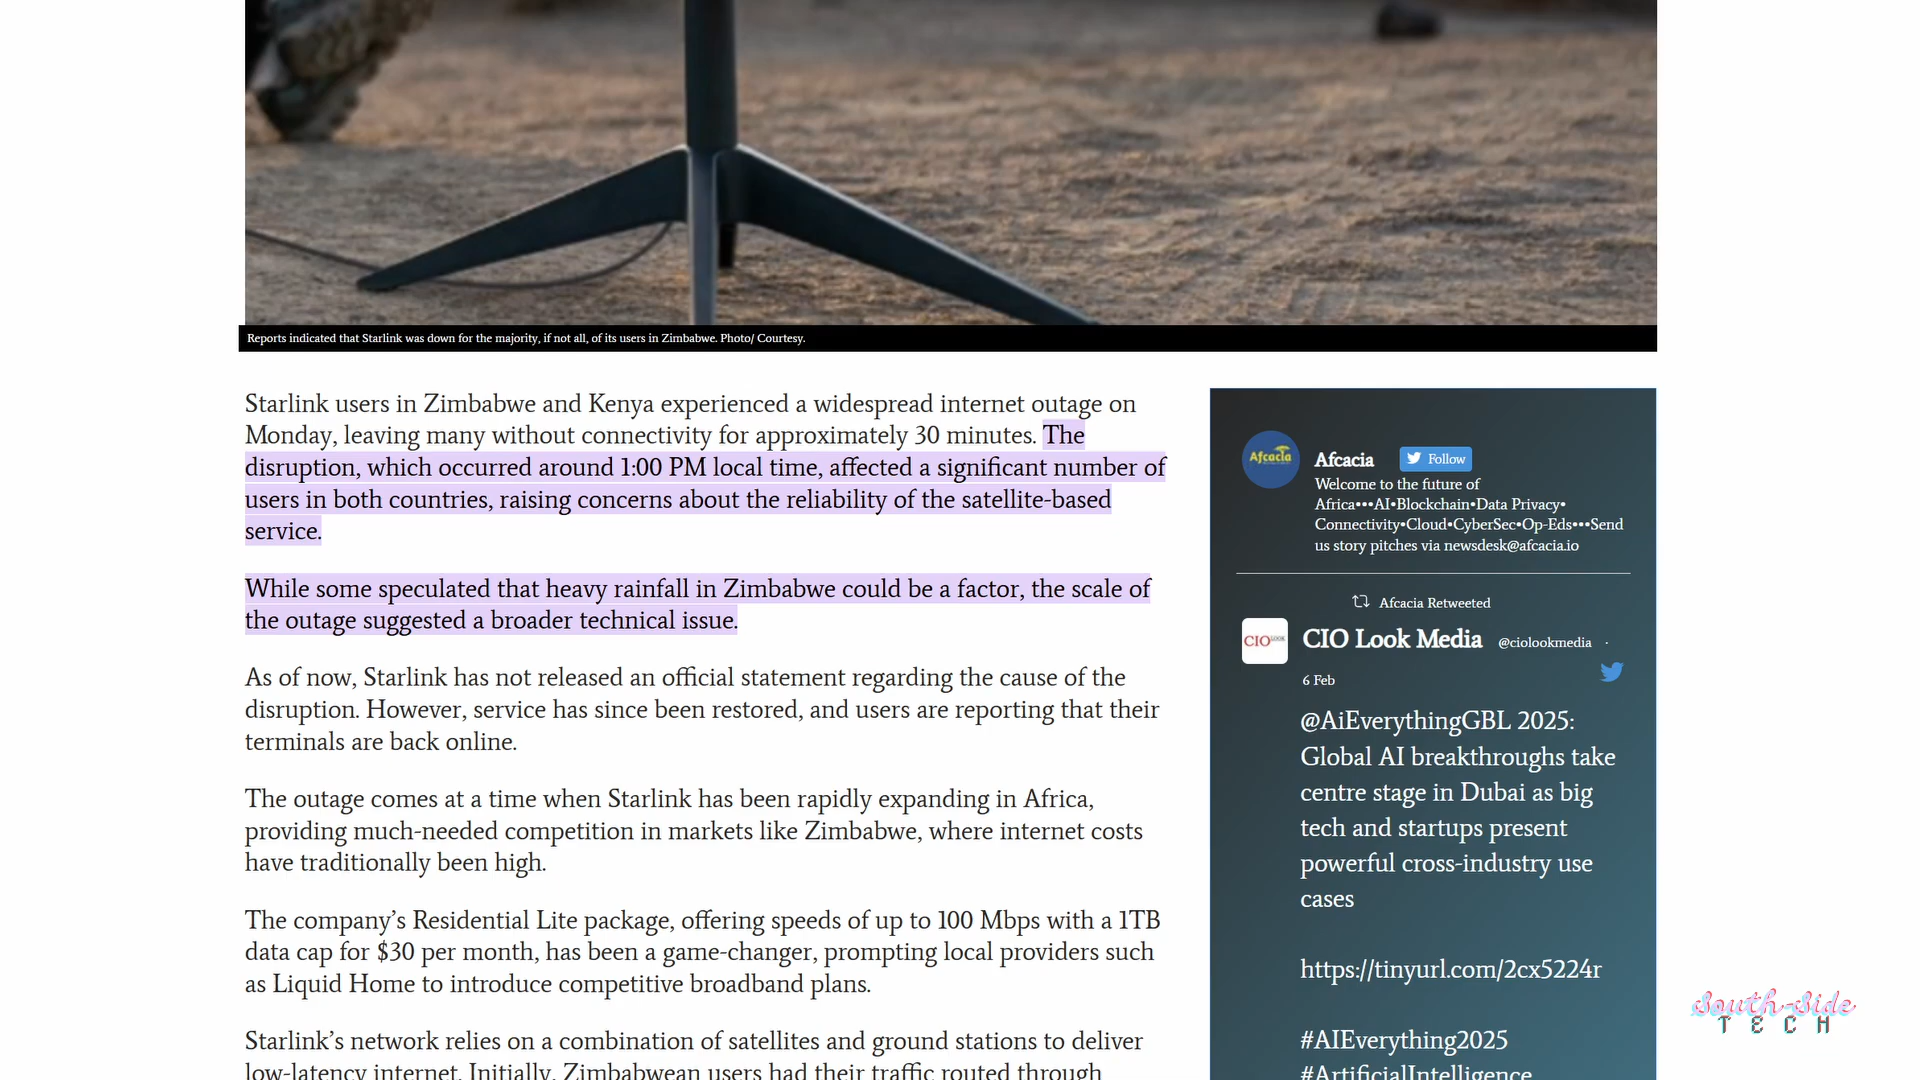 Reports indicated that Starlink was down for the majority, if not all, of its users in Zimbabwe. Photo/ Courtesy.
Starlink users in Zimbabwe and Kenya experienced a widespread internet outage on
Monday, leaving many without connectivity for approximately 30 minutes. The
disruption, which occurred around 1:00 PM local time, affected a significant number of
users in both countries, raising concerns about the reliability of the satellite-based
service.
While some speculated that heavy rainfall in Zimbabwe could be a factor, the scale of
the outage suggested a broader technical issue.
As of now, Starlink has not released an official statement regarding the cause of the
disruption. However, service has since been restored, and users are reporting that their
terminals are back online.
The outage comes at a time when Starlink has been rapidly expanding in Africa,
providing much-needed competition in markets like Zimbabwe, where internet costs
have traditionally been high.
The company’s Residential Lite package, offering speeds of up to 100 Mbps with a 1TB
data cap for $30 per month, has been a game-changer, prompting local providers such
as Liquid Home to introduce competitive broadband plans.
Starlink’s network relies on a combination of satellites and ground stations to deliver
low-latency internet. Initially, Zimbabwean users had their traffic routed through
Afcacia
Afcacia Follow
Welcome to the future of
Africa•••AI•Blockchain•Data Privacy•
Connectivity•Cloud•CyberSec•Op-Eds•••Send
us story pitches via newsdesk@afcacia.io
Afcacia Retweeted
CIO LOOK
CIO Look Media @ciolookmedia ·
6 Feb
@AiEverythingGBL 2025:
Global AI breakthroughs take
centre stage in Dubai as big
tech and startups present
powerful cross-industry use
cases
https://tinyurl.com/2cx5224r
#AIEverything2025
#ArtificialIntelligence
South-Side
TECH